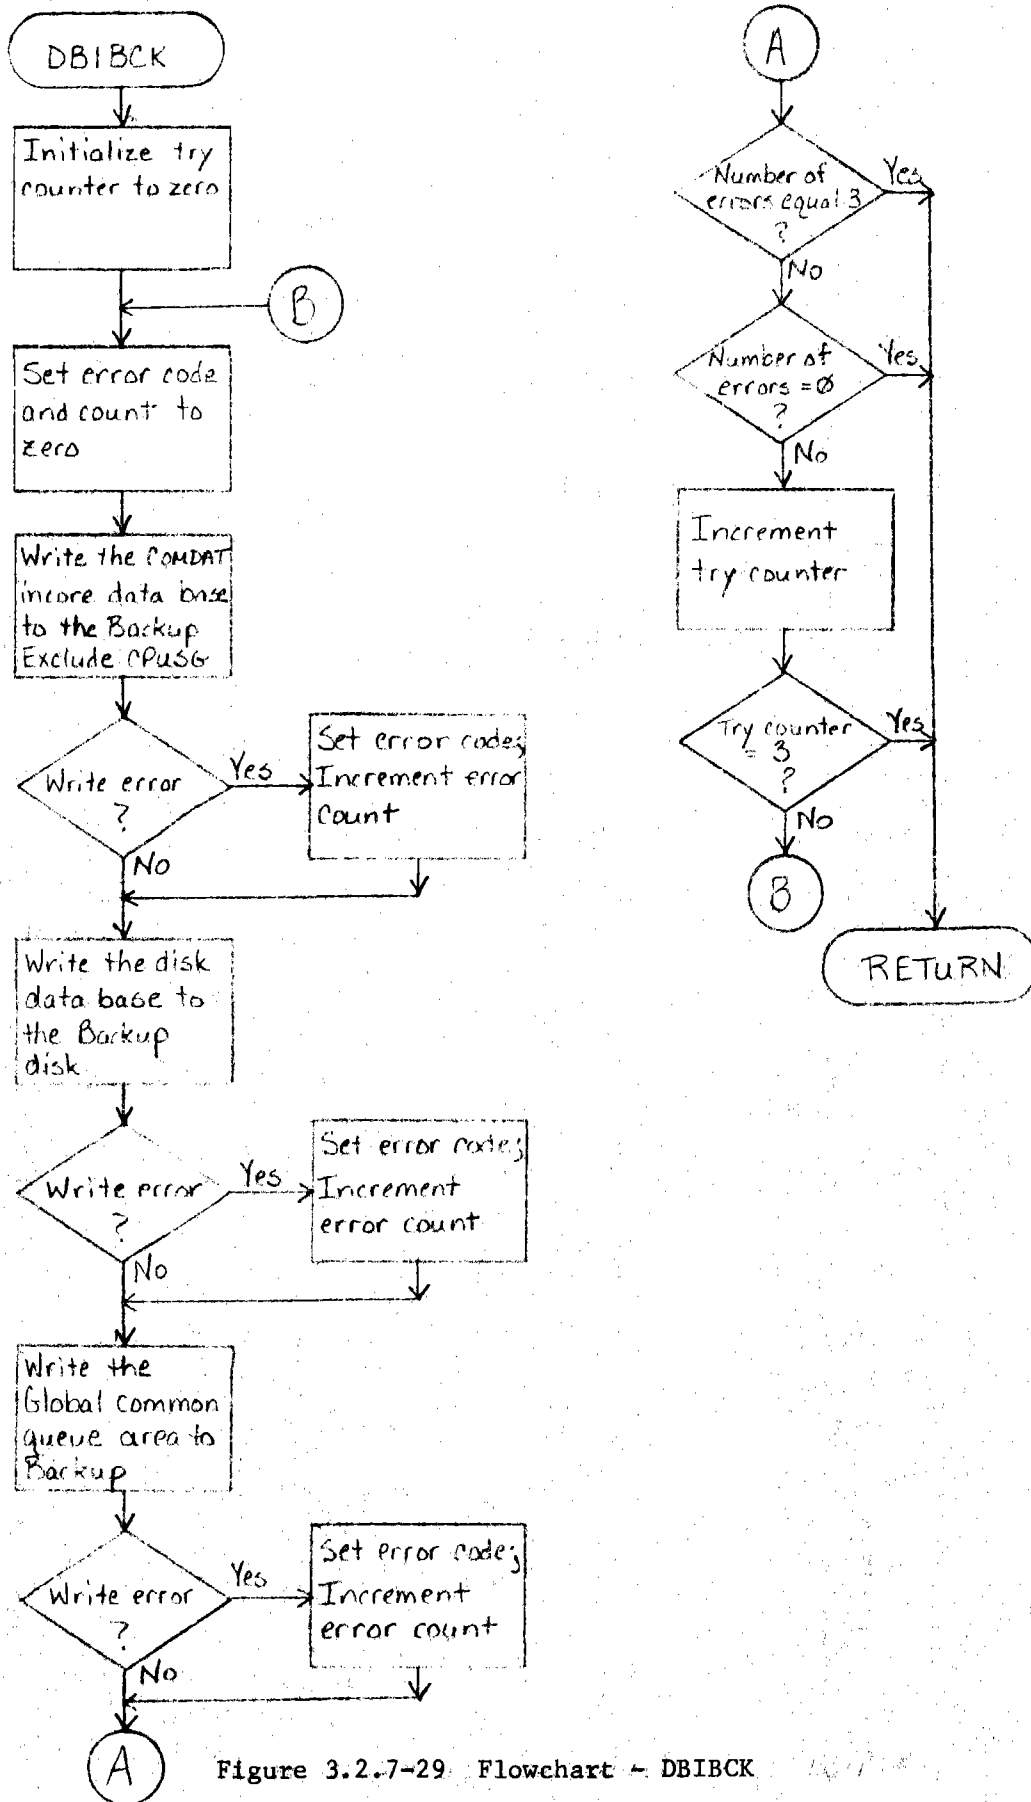 DBIBCK
Initialize try
counter to zero
B
Set error code
and count to
zero
Write the COMDAT
incore data base
to the Backup
Exclude CPUSG
Write error
?
Yes
No
Set error code;
Increment error
count
Write the disk
data base to
the Backup
disk
Write error
?
Yes
No
Set error code;
Increment
error count
Write the
Global common
queue area to
Backup
Write error
?
Yes
No
Set error code;
Increment
error count
A
A
Number of
errors equal 3
?
Yes
No
Number of
errors = Ø
?
Yes
No
Increment
try counter
Try counter
= 3
?
Yes
No
B
RETURN
Figure 3.2.7-29 Flowchart - DBIBCK